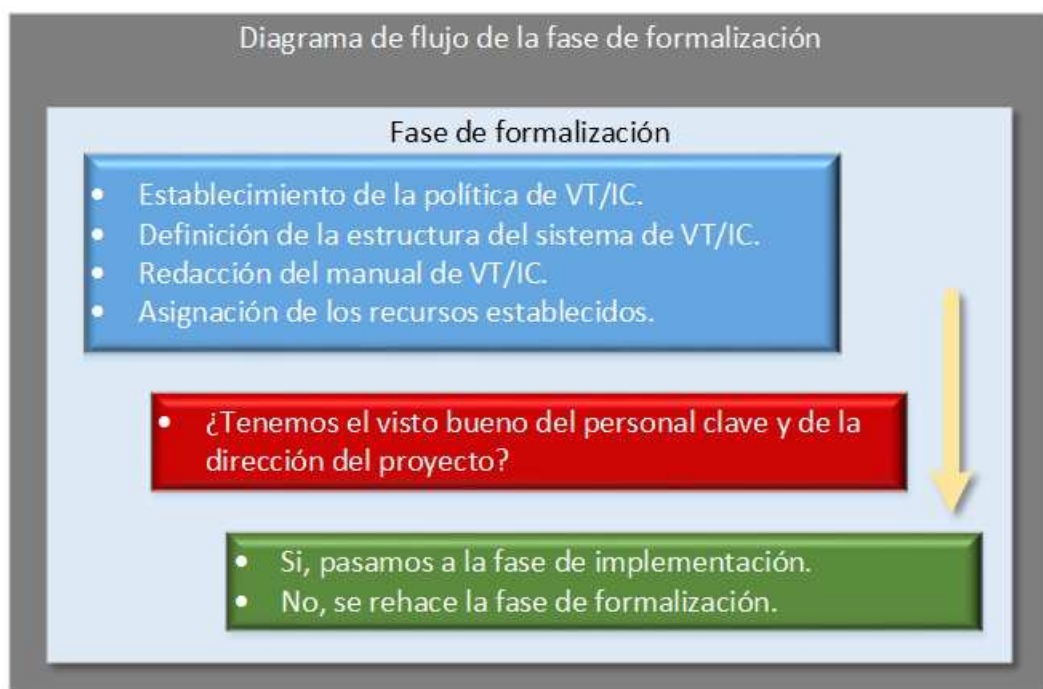 Diagrama de flujo de la fase de formalización
Fase de formalización
• Establecimiento de la política de VT/IC.
• Definición de la estructura del sistema de VT/IC.
• Redacción del manual de VT/IC.
• Asignación de los recursos establecidos.
• ¿Tenemos el visto bueno del personal clave y de la
dirección del proyecto?
• Si, pasamos a la fase de implementación.
• No, se rehace la fase de formalización.